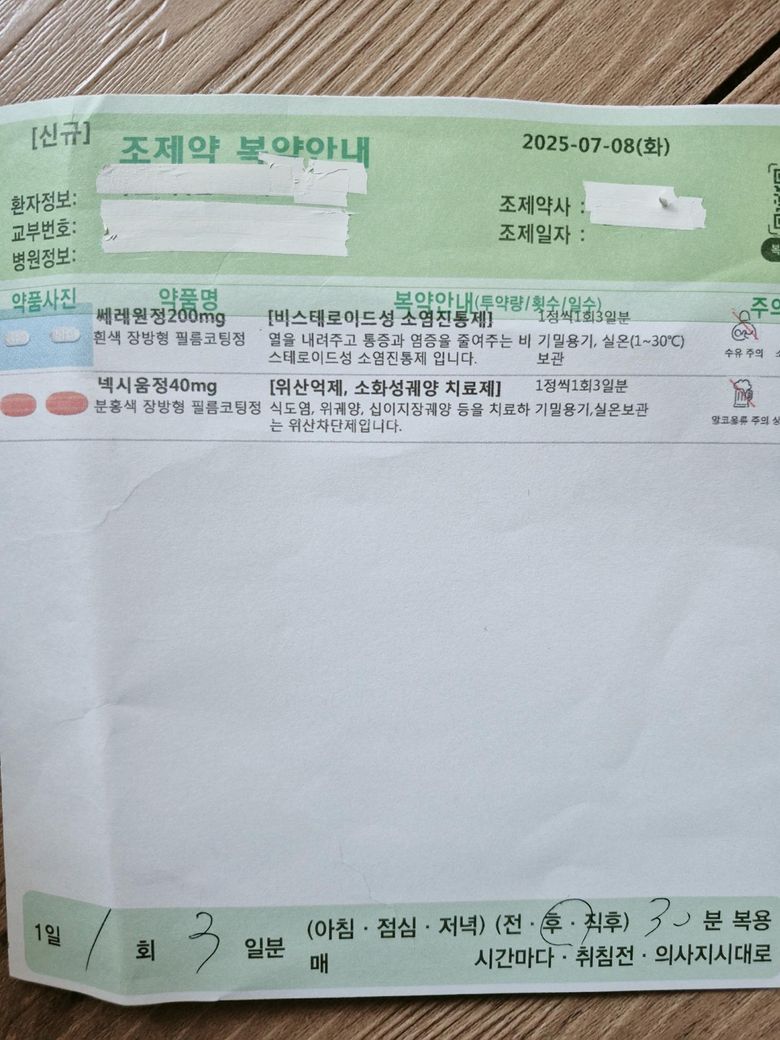 [신규]
조제약 복약안내
2025-07-08(화)
환자정보:
교부번호:
병원정보:
조제약사 :
조제일자 :
약품사진 약품명 복약안내(투약량/횟수/일수) 주의
쎄레원정200mg [비스테로이드성 소염진통제] 1정씩1회3일분
흰색 장방형 필름코팅정 열을 내려주고 통증과 염증을 줄여주는 비 기밀용기, 실온(1~30℃)
스테로이드성 소염진통제 입니다. 보관
수유 주의
넥시움정40mg [위산억제, 소화성궤양 치료제] 1정씩1회3일분
분홍색 장방형 필름코팅정 식도염, 위궤양, 십이지장궤양 등을 치료하 기밀용기,실온보관
는 위산차단제입니다.
알코올류 주의
1일 1 회 3 일분 (아침 · 점심 · 저녁) (전 · 후 · 직후) 30 분 복용
매 시간마다 · 취침전 · 의사지시대로